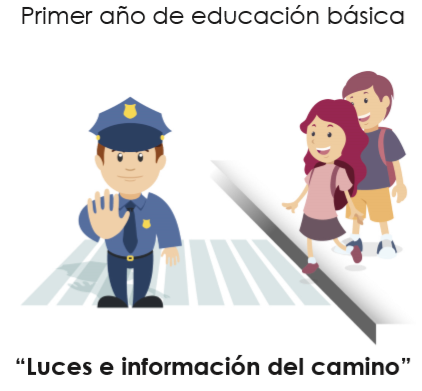 Primer año de educación básica
“Luces e información del camino”